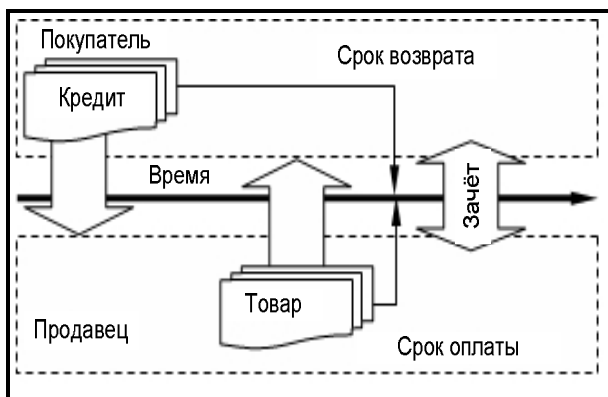 Покупатель
Срок возврата
Кредит
Время
Зачёт
Товар
Продавец
Срок оплаты